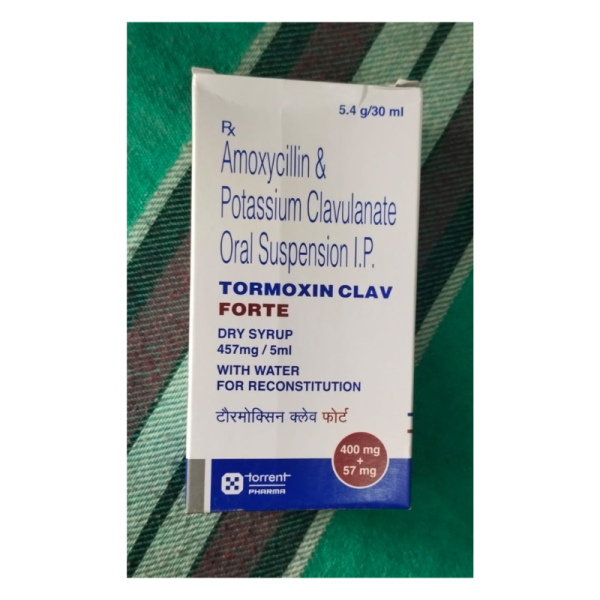 5.4 g/30 ml
Rx
Amoxycillin &
Potassium Clavulanate
Oral Suspension I.P.
TORMOXIN CLAV
FORTE
DRY SYRUP
457mg / 5ml
WITH WATER
FOR RECONSTITUTION
टौरमोक्सिन क्लेव फोर्ट
400 mg
+
57 mg
torrent
PHARMA